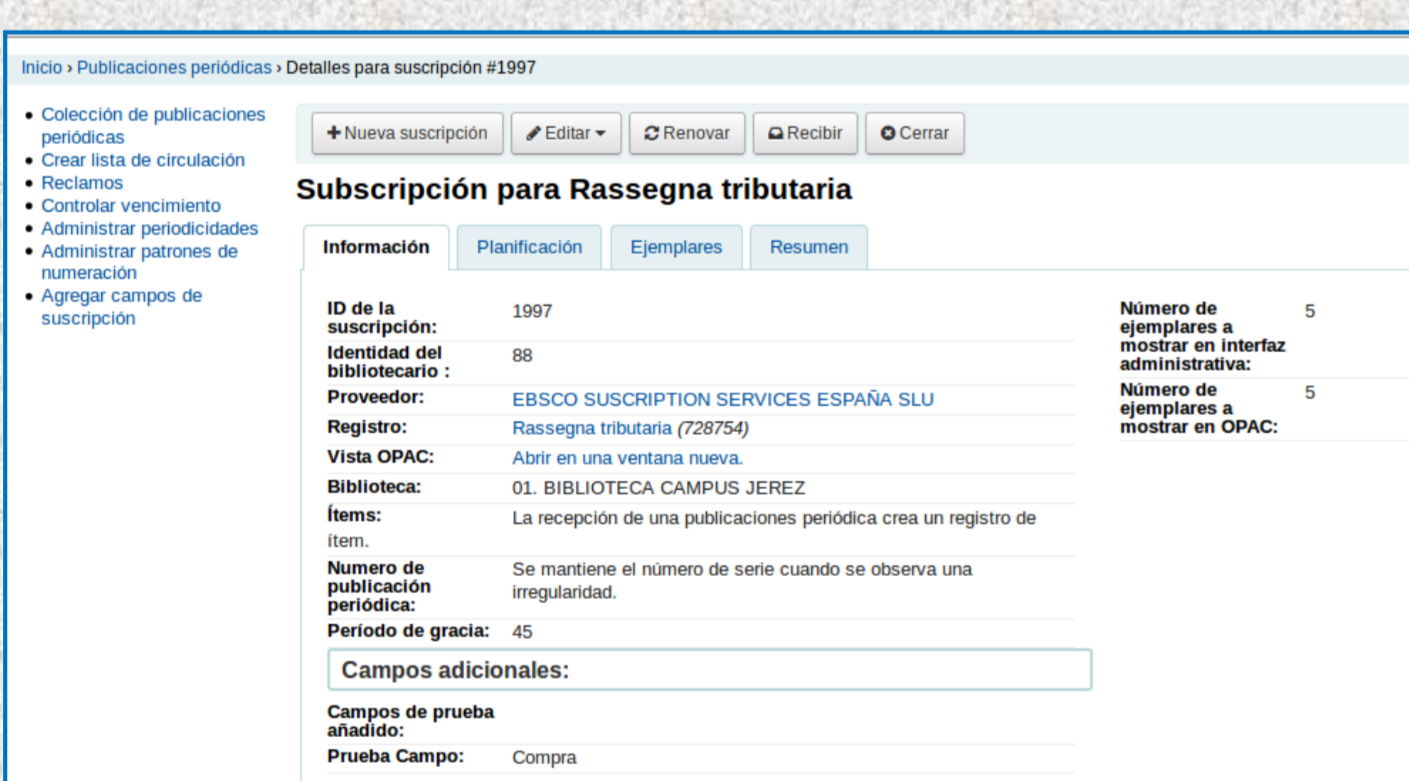 Inicio › Publicaciones periódicas › Detalles para suscripción #1997
Colección de publicaciones
periódicas
Crear lista de circulación
Reclamos
Controlar vencimiento
Administrar periodicidades
Administrar patrones de
numeración
Agregar campos de
suscripción
Nueva suscripción Editar Renovar Recibir Cerrar
Subscripción para Rassegna tributaria
Información Planificación Ejemplares Resumen
ID de la
suscripción: 1997
Identidad del
bibliotecario : 88
Proveedor: EBSCO SUSCRIPTION SERVICES ESPAÑA SLU
Registro: Rassegna tributaria (728754)
Vista OPAC: Abrir en una ventana nueva.
Biblioteca: 01. BIBLIOTECA CAMPUS JEREZ
Ítems: La recepción de una publicaciones periódica crea un registro de
ítem.
Numero de
publicación
periódica: Se mantiene el número de serie cuando se observa una
irregularidad.
Período de gracia: 45
Campos adicionales:
Campos de prueba
añadido:
Prueba Campo: Compra
Número de
ejemplares a
mostrar en interfaz
administrativa: 5
Número de
ejemplares a
mostrar en OPAC: 5